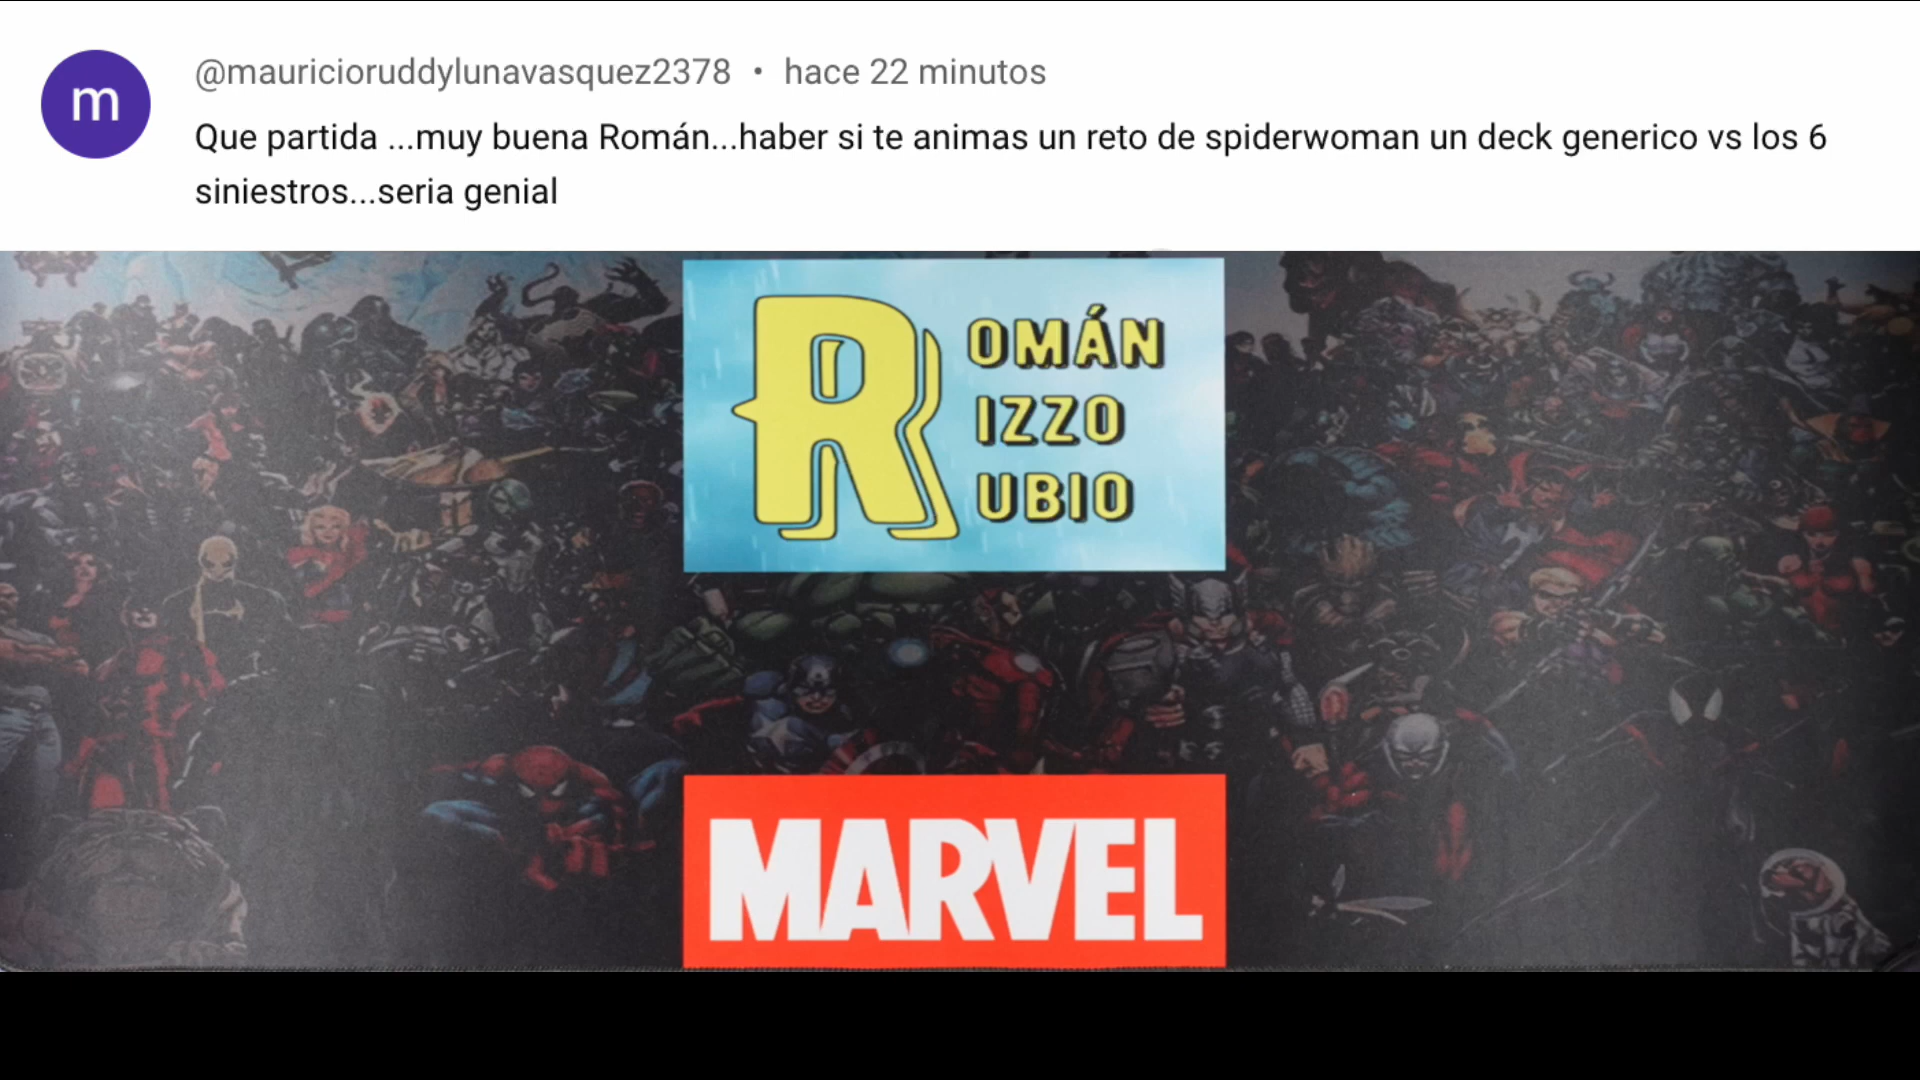 m
@mauricioruddylunavasquez2378 • hace 22 minutos
Que partida ...muy buena Román...haber si te animas un reto de spiderwoman un deck generico vs los 6
siniestros...seria genial
R
OMÁN
IZZO
UBIO
MARVEL